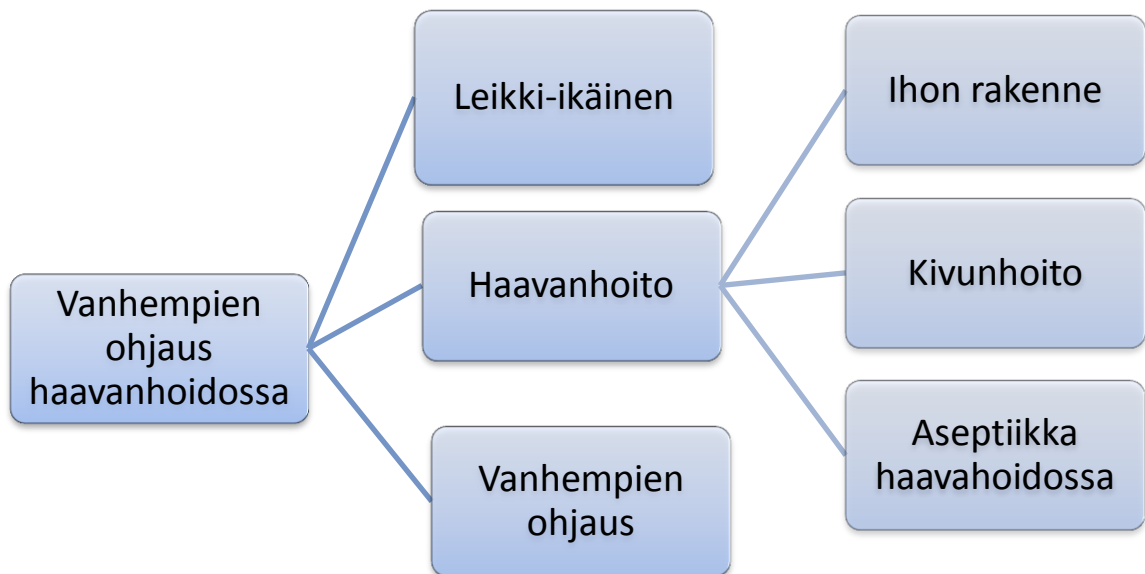 Vanhempien
ohjaus
haavanhoidossa
Leikki-ikäinen
Haavanhoito
Vanhempien
ohjaus
Ihon rakenne
Kivunhoito
Aseptiikka
haavahoidossa